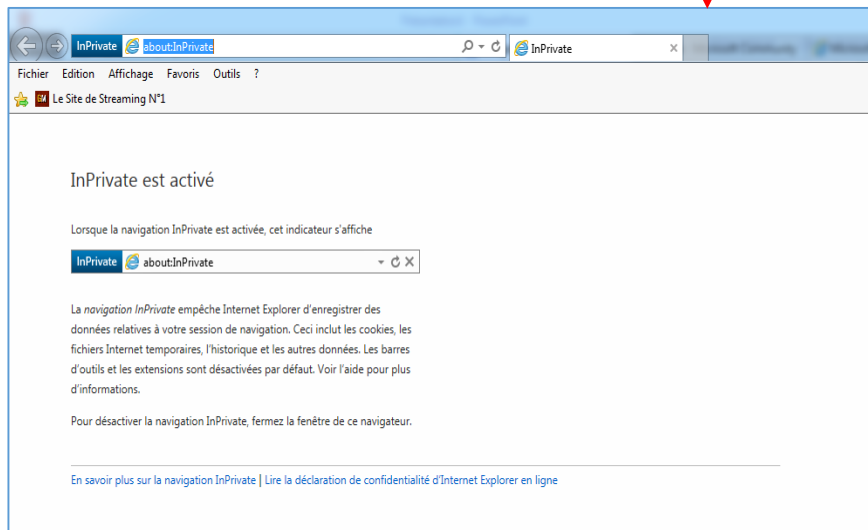 InPrivate about:InPrivate InPrivate
Fichier Edition Affichage Favoris Outils ?
GM Le Site de Streaming N°1
InPrivate est activé
Lorsque la navigation InPrivate est activée, cet indicateur s'affiche
InPrivate about:InPrivate
La navigation InPrivate empêche Internet Explorer d'enregistrer des
données relatives à votre session de navigation. Ceci inclut les cookies, les
fichiers Internet temporaires, l'historique et les autres données. Les barres
d'outils et les extensions sont désactivées par défaut. Voir l'aide pour plus
d'informations.
Pour désactiver la navigation InPrivate, fermez la fenêtre de ce navigateur.
En savoir plus sur la navigation InPrivate | Lire la déclaration de confidentialité d'Internet Explorer en ligne